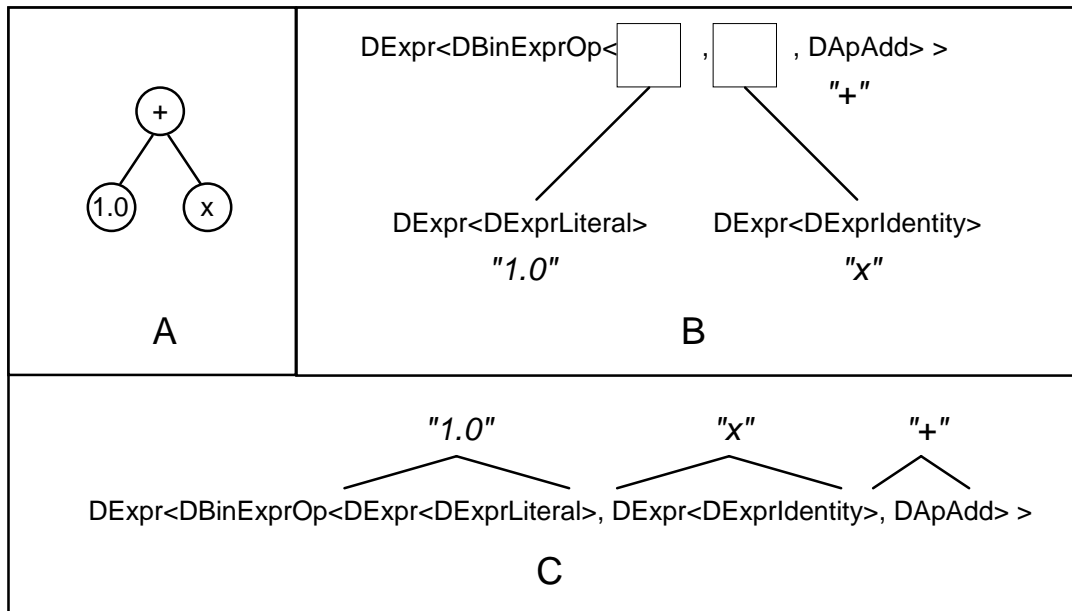 +
1.0 x
A
DExpr<DBinExprOp< , , DApAdd> >
"+"
DExpr<DExprLiteral> DExpr<DExprIdentity>
"1.0" "x"
B
"1.0" "x" "+"
DExpr<DBinExprOp<DExpr<DExprLiteral>, DExpr<DExprIdentity>, DApAdd> >
C